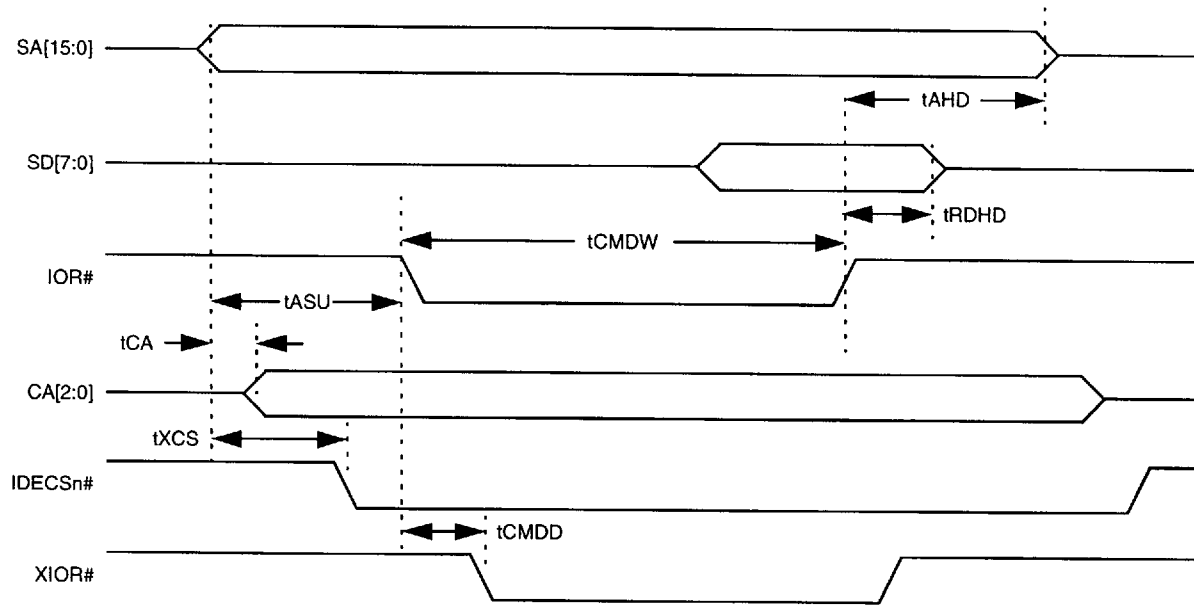 SA[15:0]
tAHD
SD[7:0]
tRDHD
tCMDW
IOR#
tASU
tCA
CA[2:0]
tXCS
IDECSn#
tCMDD
XIOR#